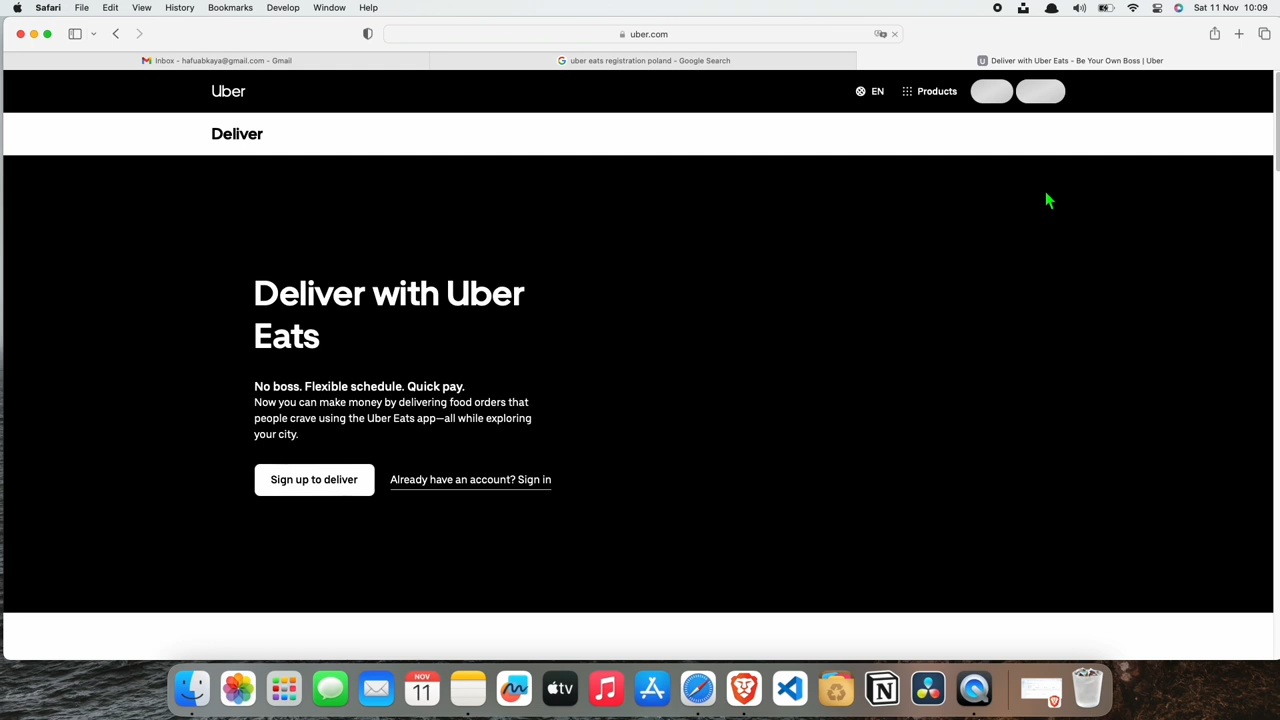 Safari File Edit View History Bookmarks Develop Window Help Sat 11 Nov 10:09
uber.com
Inbox - hafuabkaya@gmail.com - Gmail
uber eats registration poland - Google Search
Deliver with Uber Eats - Be Your Own Boss | Uber
Uber EN Products
Deliver
Deliver with Uber
Eats
No boss. Flexible schedule. Quick pay.
Now you can make money by delivering food orders that
people crave using the Uber Eats app—all while exploring
your city.
Sign up to deliver Already have an account? Sign in
NOV
11
tv